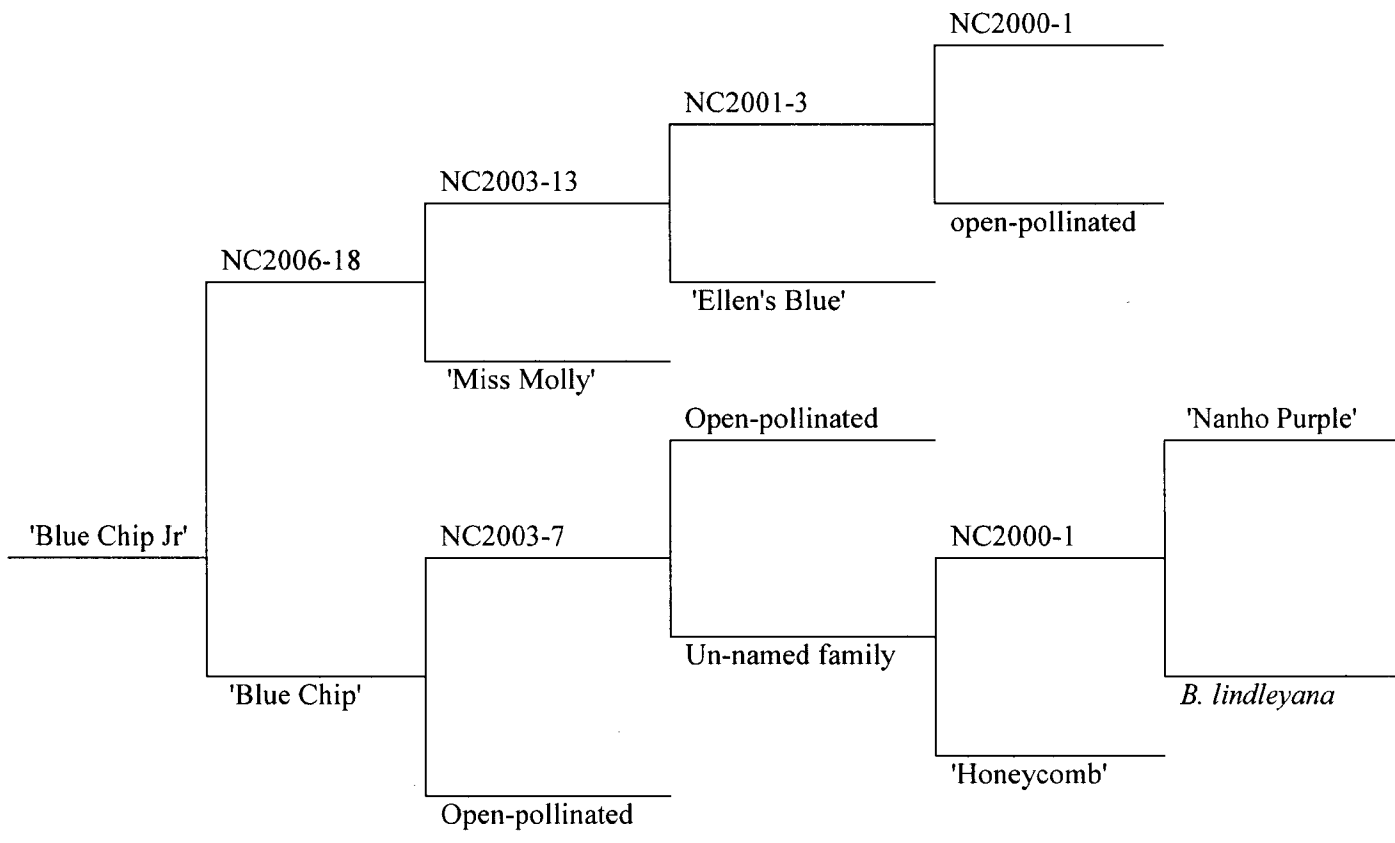 NC2000-1
NC2001-3
NC2003-13
open-pollinated
NC2006-18
'Ellen's Blue'
'Miss Molly'
Open-pollinated
'Nanho Purple'
'Blue Chip Jr'
NC2003-7
NC2000-1
Un-named family
'Blue Chip'
B. lindleyana
'Honeycomb'
Open-pollinated